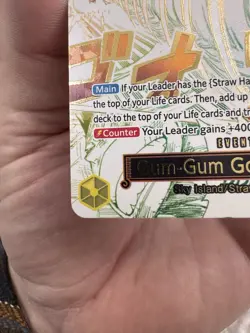 ゴオ
Main If your Leader has the {Straw Ha
the top of your Life cards. Then, add up
deck to the top of your Life cards and t
Counter Your Leader gains +400
EVENT
Gum-Gum Go
Sky Island/Stra